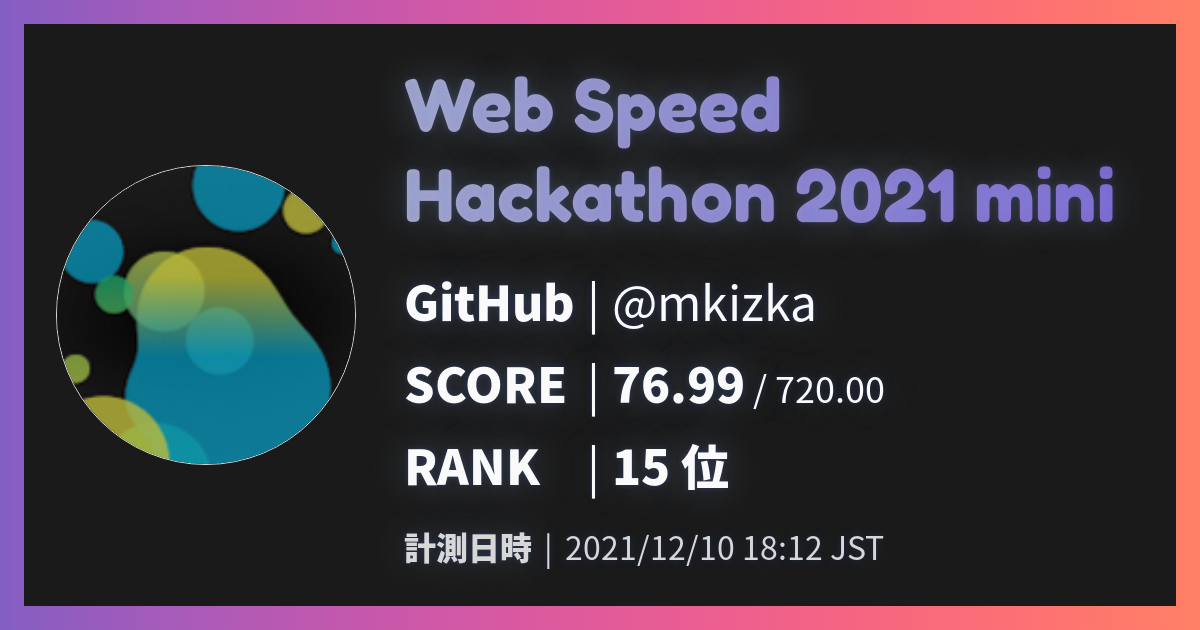 Web Speed
Hackathon 2021 mini
GitHub | @mkizka
SCORE | 76.99 / 720.00
RANK | 15 位
計測日時 | 2021/12/10 18:12 JST